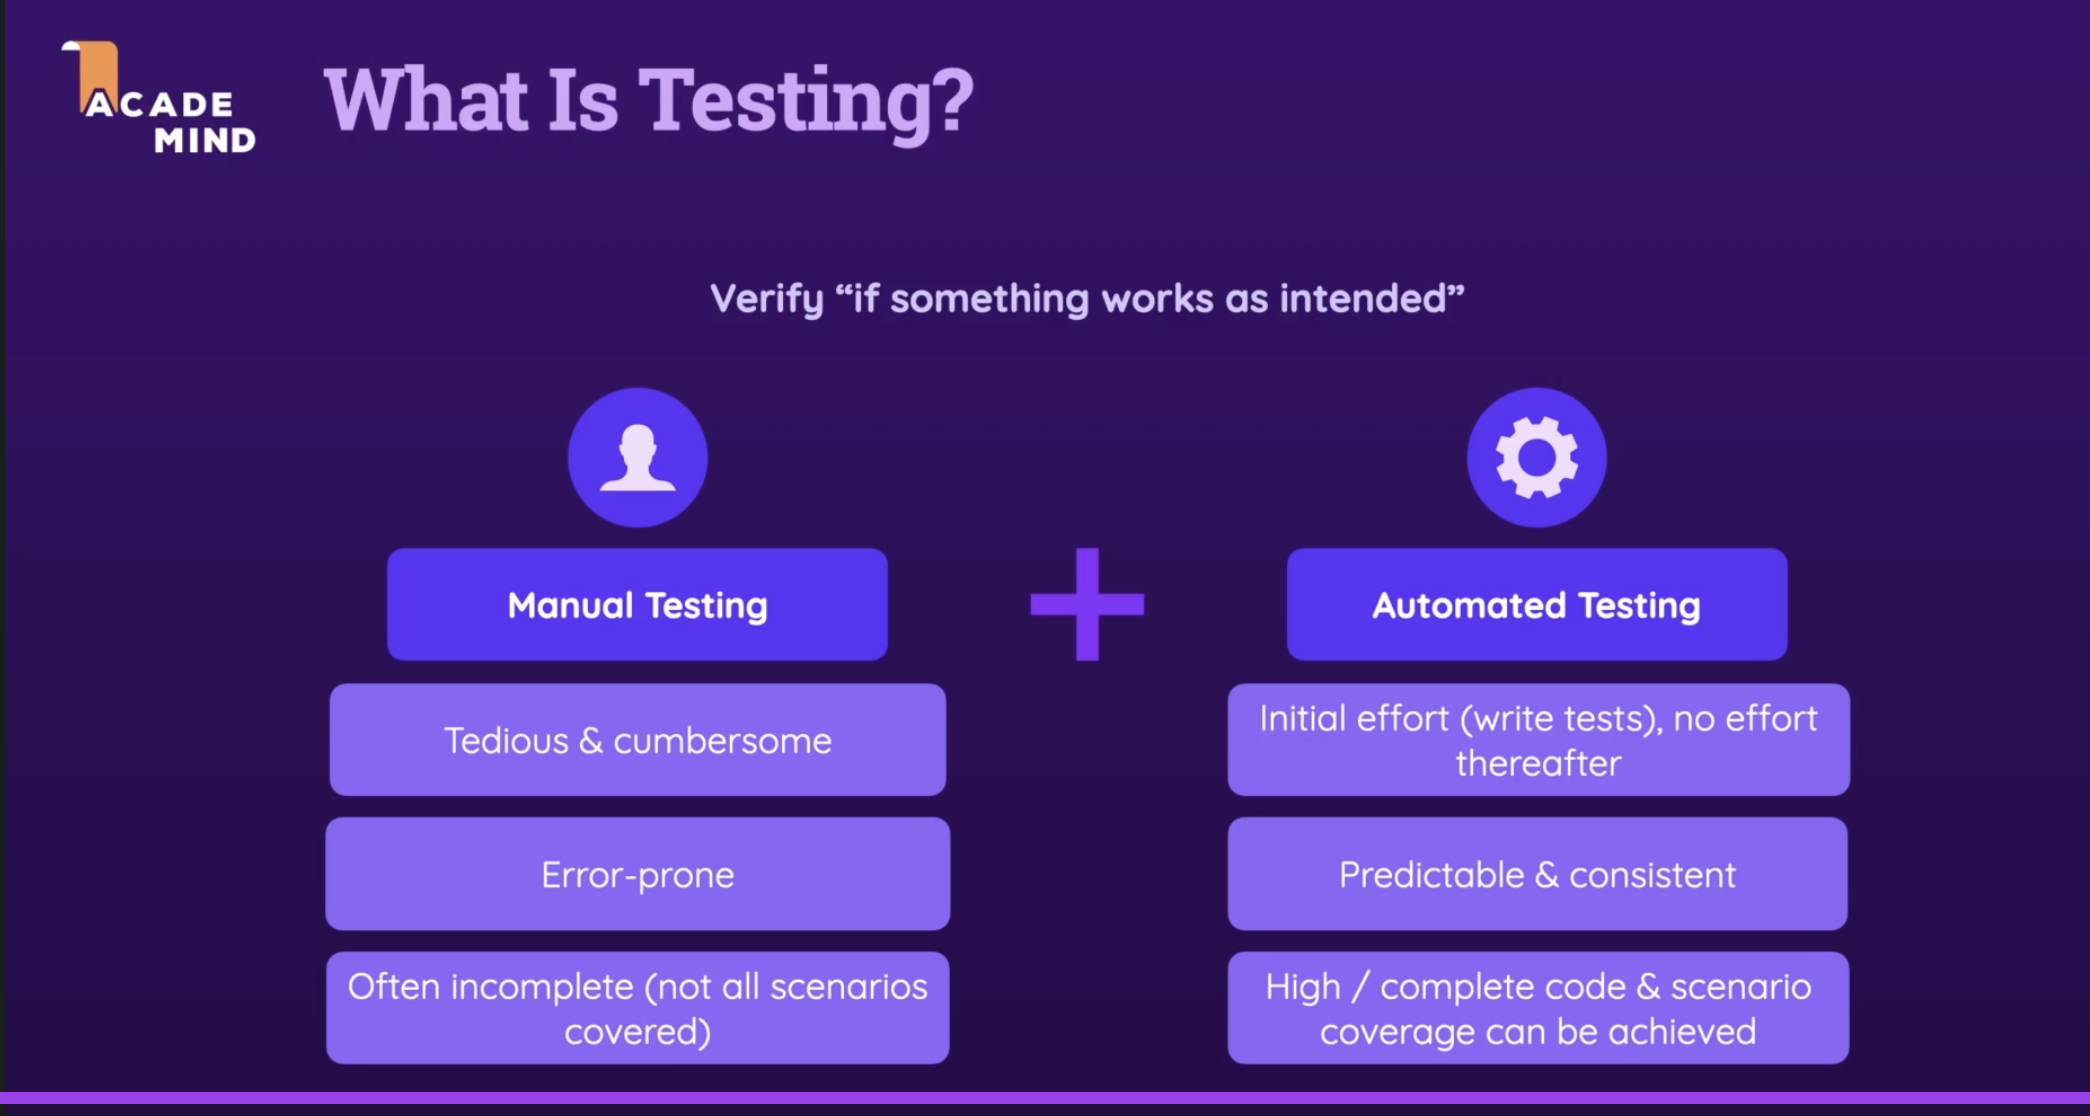 ACADE
MIND
What Is Testing?
Verify “if something works as intended”
Manual Testing
Tedious & cumbersome
Error-prone
Often incomplete (not all scenarios
covered)
Automated Testing
Initial effort (write tests), no effort
thereafter
Predictable & consistent
High / complete code & scenario
coverage can be achieved